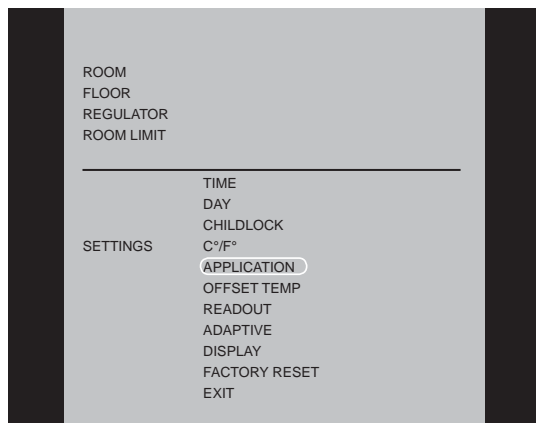 ROOM
FLOOR
REGULATOR
ROOM LIMIT
TIME
DAY
CHILDLOCK
SETTINGS C°/F°
APPLICATION
OFFSET TEMP
READOUT
ADAPTIVE
DISPLAY
FACTORY RESET
EXIT